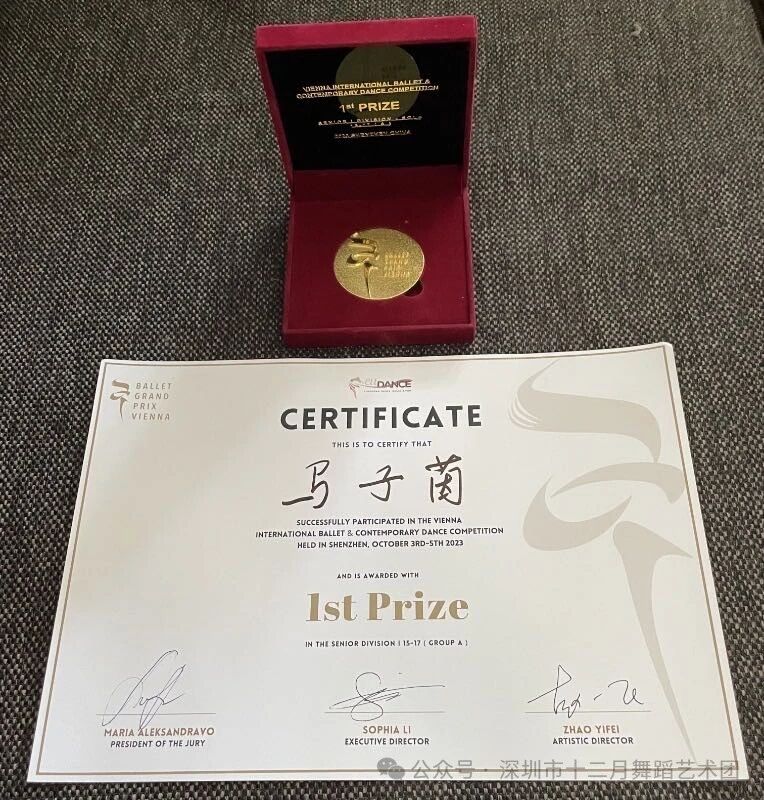 VIENNA INTERNATIONAL BALLET &
CONTEMPORARY DANCE COMPETITION
1st PRIZE
BALLET
GRAND
PRIX
VIENNA
DANCE
CERTIFICATE
THIS IS TO CERTIFY THAT
马子茵
SUCCESSFULLY PARTICIPATED IN THE VIENNA
INTERNATIONAL BALLET & CONTEMPORARY DANCE COMPETITION
HELD IN SHENZHEN, OCTOBER 3RD-5TH 2023
AND IS AWARDED WITH
1st Prize
IN THE SENIOR DIVISION I 15-17 ( GROUP A )
MARIA ALEKSANDRAVO
PRESIDENT OF THE JURY
SOPHIA LI
EXECUTIVE DIRECTOR
ZHAO YIFEI
ARTISTIC DIRECTOR
公众号 · 深圳市十二月舞蹈艺术团